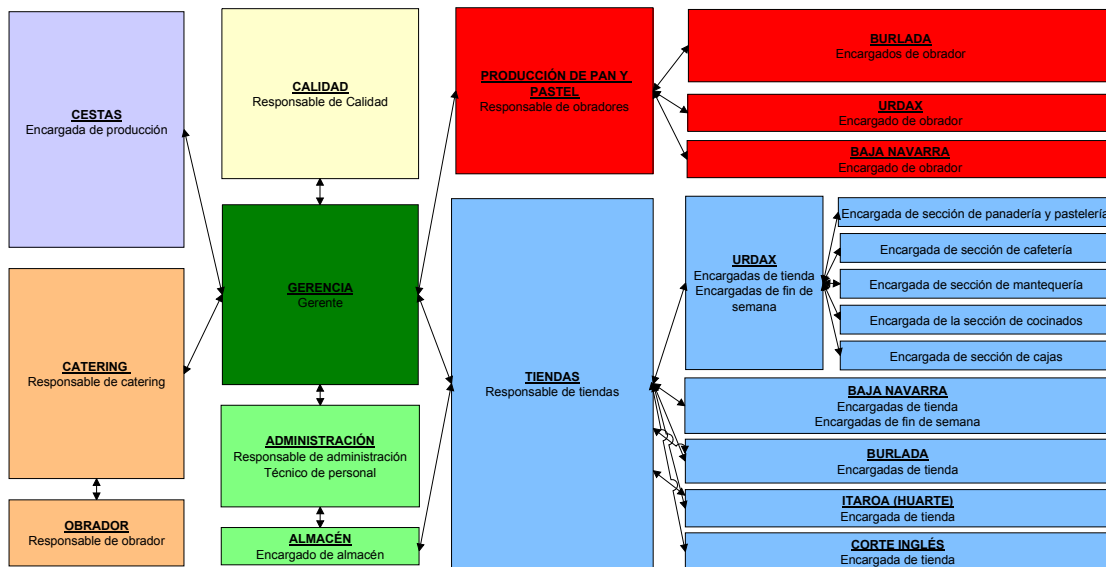 CESTAS
Encargada de producción
CATERING
Responsable de catering
OBRADOR
Responsable de obrador
CALIDAD
Responsable de Calidad
GERENCIA
Gerente
ADMINISTRACIÓN
Responsable de administración
Técnico de personal
ALMACÉN
Encargado de almacén
PRODUCCIÓN DE PAN Y
PASTEL
Responsable de obradores
TIENDAS
Responsable de tiendas
BURLADA
Encargados de obrador
URDAX
Encargado de obrador
BAJA NAVARRA
Encargado de obrador
URDAX
Encargadas de tienda
Encargadas de fin de
semana
Encargada de sección de panadería y pastelería
Encargada de sección de cafetería
Encargada de sección de mantequería
Encargada de la sección de cocinados
Encargada de sección de cajas
BAJA NAVARRA
Encargadas de tienda
Encargadas de fin de semana
BURLADA
Encargadas de tienda
ITAROA (HUARTE)
Encargada de tienda
CORTE INGLÉS
Encargada de tienda